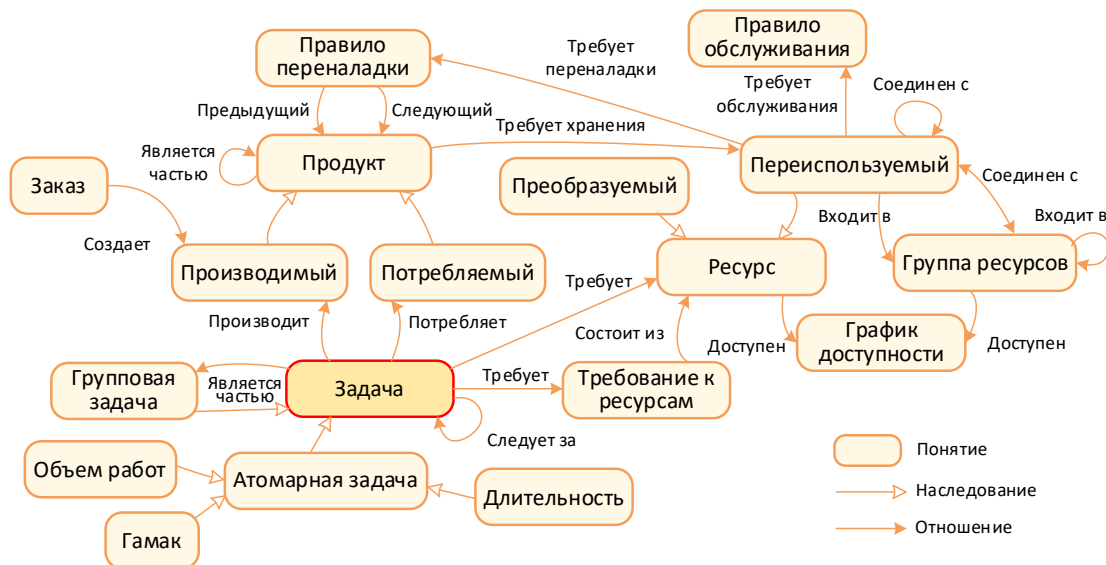 Правило
переналадки
Требует
переналадки
Правило
обслуживания
Требует
обслуживания
Соединен с
Предыдущий
Следующий
Требует хранения
Является
частью
Продукт
Переиспользуемый
Заказ
Преобразуемый
Соединен с
Входит в
Входит в
Создает
Производимый
Потребляемый
Требует
Ресурс
Группа ресурсов
Производит
Потребляет
Состоит из
Доступен
График
доступности
Доступен
Групповая
задача
Является
частью
Задача
Требует
Требование к
ресурсам
Следует за
Объем работ
Атомарная задача
Длительность
Гамак
Понятие
Наследование
Отношение